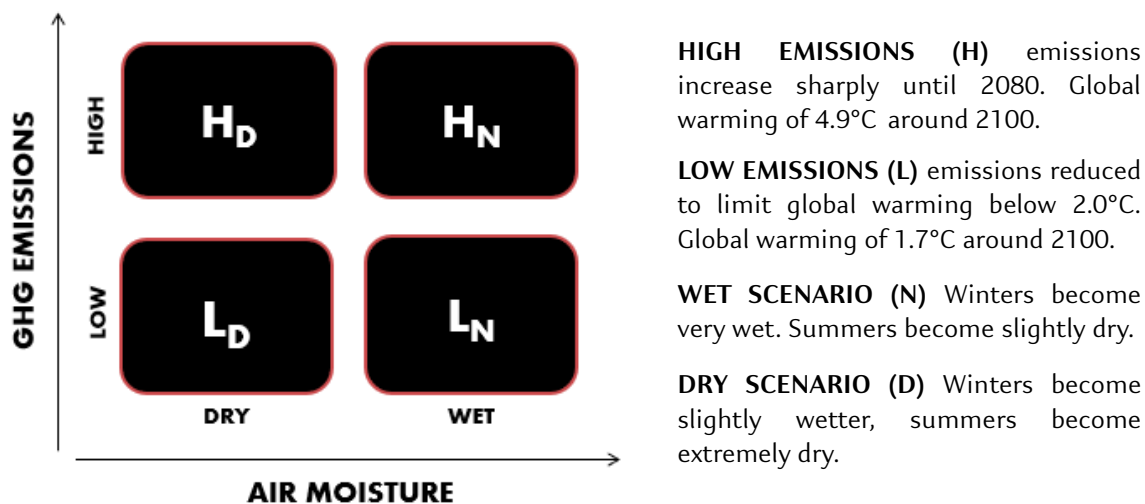 GHG EMISSIONS
HIGH
LOW
H_D
H_N
L_D
L_N
DRY
WET
AIR MOISTURE
HIGH EMISSIONS (H) emissions
increase sharply until 2080. Global
warming of 4.9°C around 2100.
LOW EMISSIONS (L) emissions reduced
to limit global warming below 2.0°C.
Global warming of 1.7°C around 2100.
WET SCENARIO (N) Winters become
very wet. Summers become slightly dry.
DRY SCENARIO (D) Winters become
slightly wetter, summers become
extremely dry.